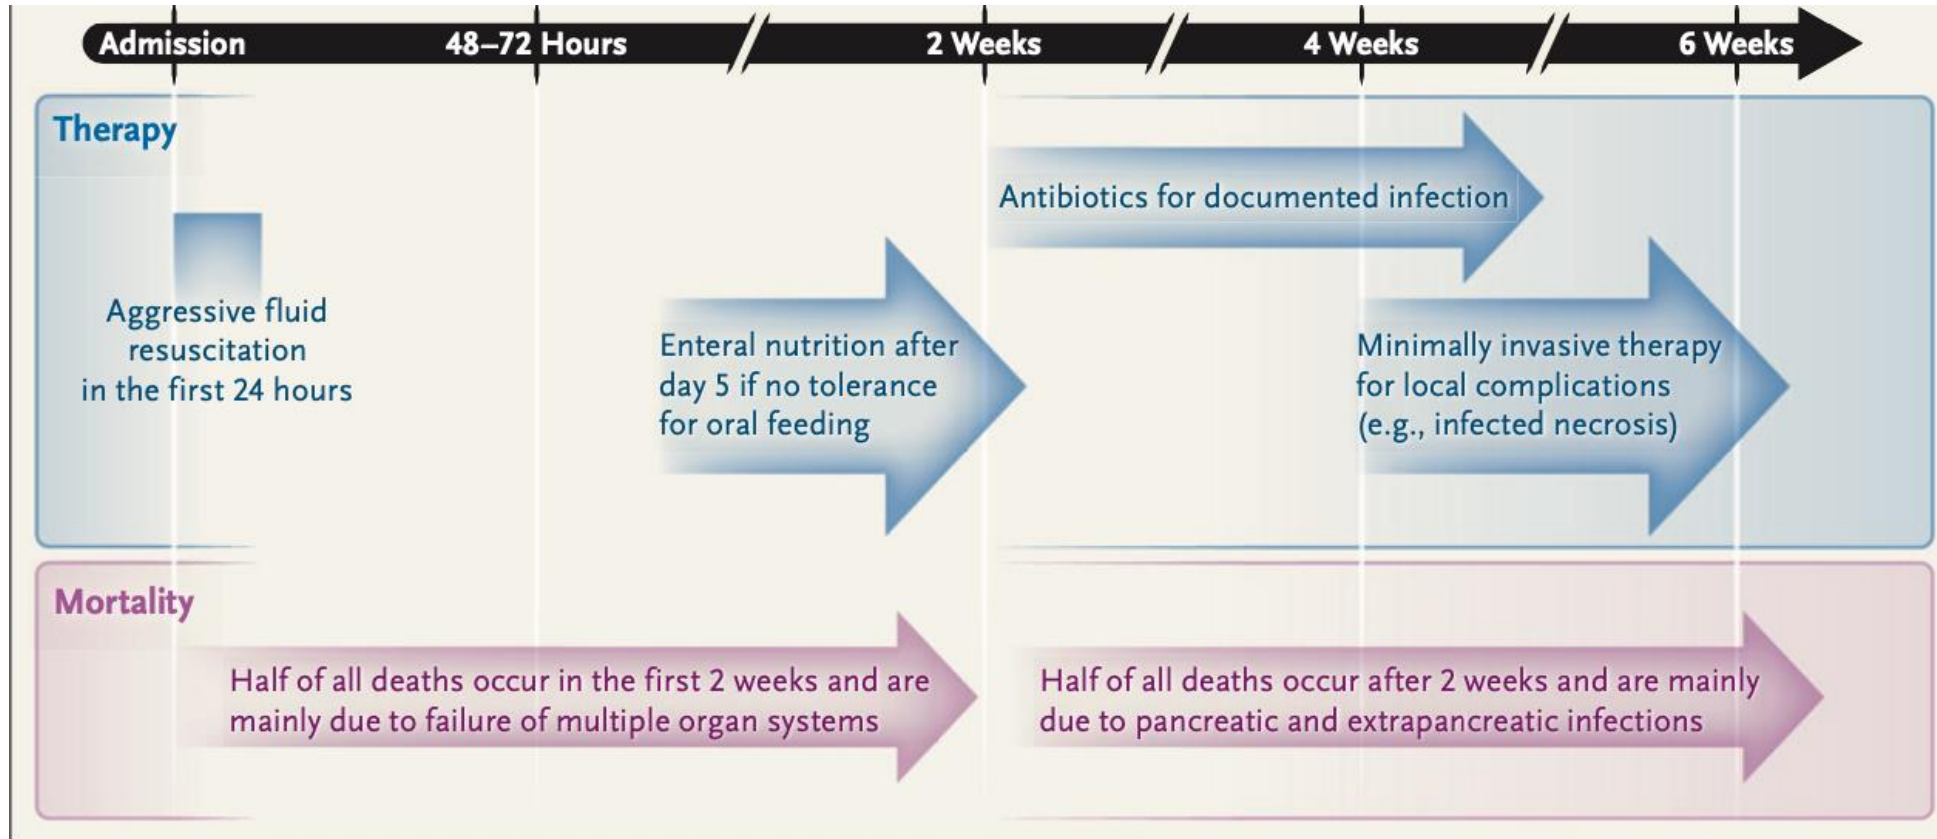 Admission
48–72 Hours
2 Weeks
4 Weeks
6 Weeks
Therapy
Aggressive fluid
resuscitation
in the first 24 hours
Enteral nutrition after
day 5 if no tolerance
for oral feeding
Antibiotics for documented infection
Minimally invasive therapy
for local complications
(e.g., infected necrosis)
Mortality
Half of all deaths occur in the first 2 weeks and are
mainly due to failure of multiple organ systems
Half of all deaths occur after 2 weeks and are mainly
due to pancreatic and extrapancreatic infections